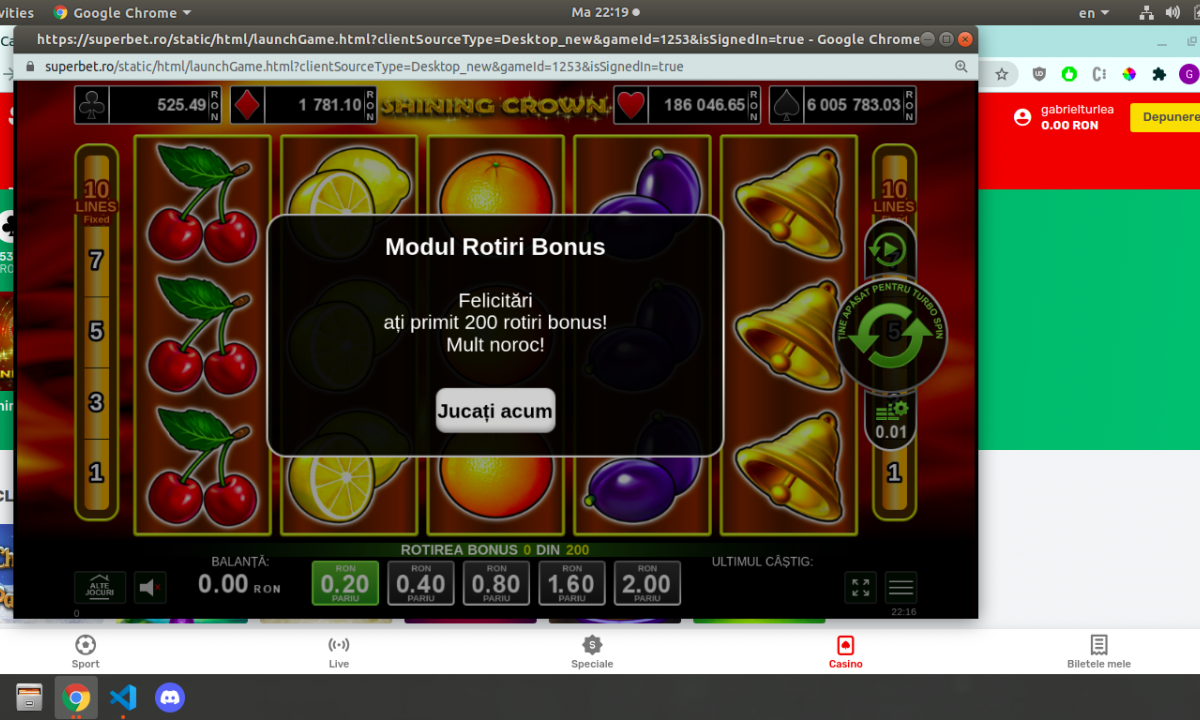 vities
Google Chrome
Ma 22:19
en
https://superbet.ro/static/html/launchGame.html?clientSourceType=Desktop_new&gameId=1253&isSignedIn=true - Google Chrome
superbet.ro/static/html/launchGame.html?clientSourceType=Desktop_new&gameId=1253&isSignedIn=true
G
525.49 RON
1 781.10 RON
SHINING CROWN
186 046.65 RON
6 005 783.03 RON
gabrielturlea
0.00 RON
Depunere
10
LINES
Fixed
7
5
3
1
10
LINES
Fixed
TINE APĂSAT PENTRU TURBO SPIN
5
0.01
1
Modul Rotiri Bonus
Felicitări
ați primit 200 rotiri bonus!
Mult noroc!
Jucați acum
ROTIREA BONUS 0 DIN 200
BALANȚĂ:
0.00 RON
ALTE
JOCURI
RON
0.20
PARIU
RON
0.40
PARIU
RON
0.80
PARIU
RON
1.60
PARIU
RON
2.00
PARIU
ULTIMUL CÂȘTIG:
0
22:16
Sport
Live
S
Speciale
Casino
Biletele mele